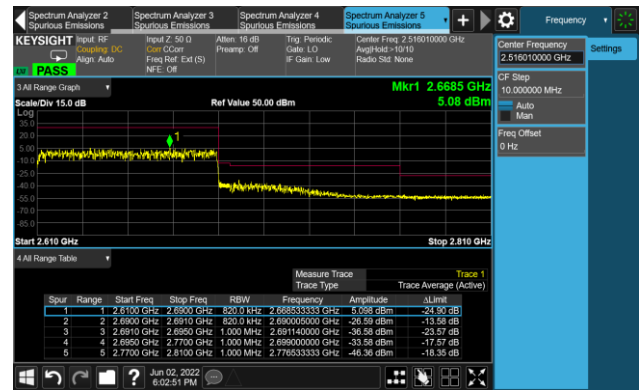 Spectrum Analyzer 2
Spurious Emissions
Spectrum Analyzer 3
Spurious Emissions
Spectrum Analyzer 4
Spurious Emissions
Spectrum Analyzer 5
Spurious Emissions
Frequency
KEYSIGHT
Input: RF
Coupling: DC
Align: Auto
Input Z: 50 Ω
Corr CCorr
Freq Ref: Ext (S)
NFE: Off
Atten: 16 dB
Preamp: Off
Trig: Periodic
Gate: LO
IF Gain: Low
Center Freq: 2.516010000 GHz
Avg|Hold:>10/10
Radio Std: None
PASS
Center Frequency
2.516010000 GHz
Settings
CF Step
10.000000 MHz
Auto
Man
Freq Offset
0 Hz
3 All Range Graph
Mkr1 2.6685 GHz
5.08 dBm
Scale/Div 15.0 dB
Ref Value 50.00 dBm
Log
35.0
20.0
5.00
-10.0
-25.0
-40.0
-55.0
-70.0
-85.0
1
Start 2.610 GHz
Stop 2.810 GHz
4 All Range Table
Measure Trace Trace 1
Trace Type Trace Average (Active)
Spur Range Start Freq Stop Freq RBW Frequency Amplitude ΔLimit
1 1 2.6100 GHz 2.6900 GHz 820.0 kHz 2.668533333 GHz 5.098 dBm -24.90 dB
2 2 2.6900 GHz 2.6910 GHz 820.0 kHz 2.690005000 GHz -26.59 dBm -13.58 dB
3 3 2.6910 GHz 2.6950 GHz 1.000 MHz 2.691140000 GHz -36.58 dBm -23.57 dB
4 4 2.6950 GHz 2.7700 GHz 1.000 MHz 2.699000000 GHz -33.58 dBm -17.57 dB
5 5 2.7700 GHz 2.8100 GHz 1.000 MHz 2.776533333 GHz -46.36 dBm -18.35 dB
Jun 02, 2022
6:02:51 PM